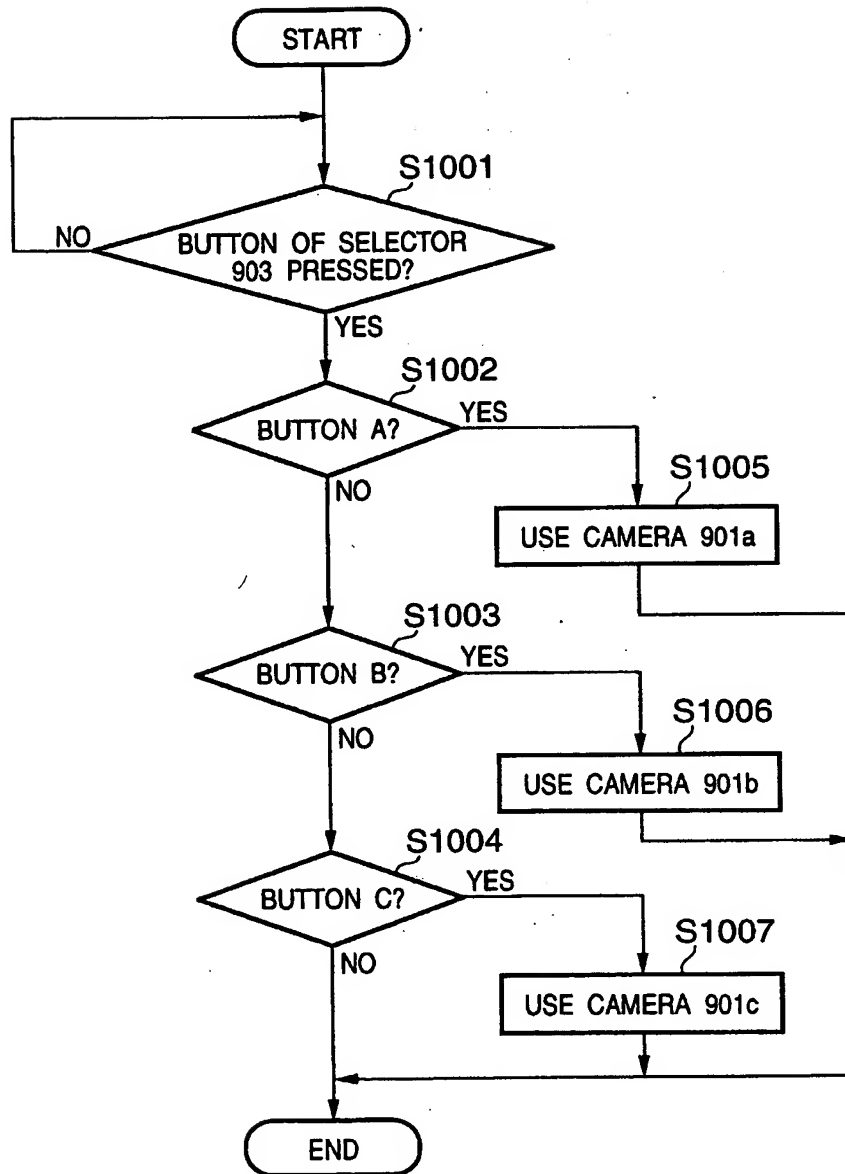 START
S1001
NO
BUTTON OF SELECTOR
903 PRESSED?
YES
S1002
BUTTON A?
YES
NO
S1005
USE CAMERA 901a
S1003
BUTTON B?
YES
NO
S1006
USE CAMERA 901b
S1004
BUTTON C?
YES
NO
S1007
USE CAMERA 901c
END